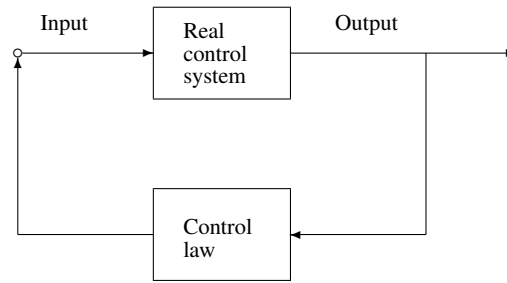 Input
Real
control
system
Output
Control
law